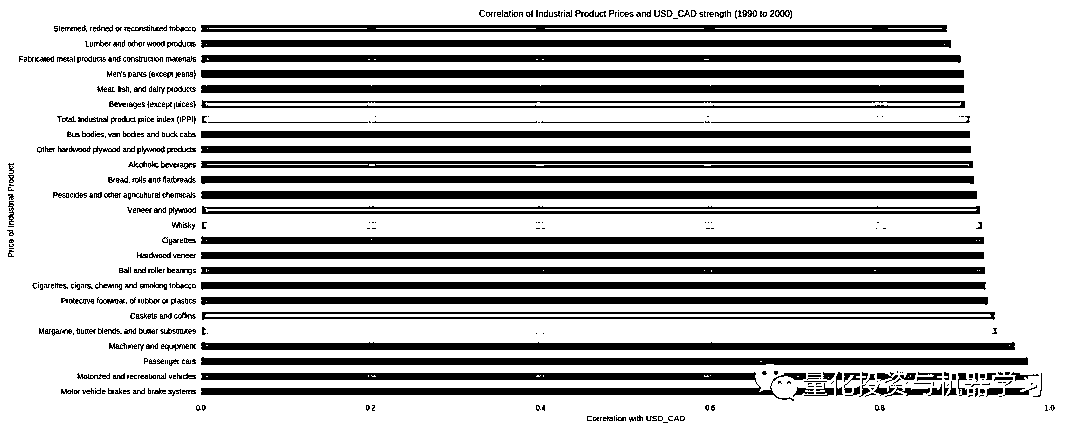 Correlation of Industrial Product Prices and USD_CAD strength (1990 to 2000)
Price of Industrial Product
Stemmed, redried or reconstituted tobacco
Lumber and other wood products
Fabricated metal products and construction materials
Men's pants (except jeans)
Meat, fish, and dairy products
Beverages (except juices)
Total, Industrial product price index (IPPI)
Bus bodies, van bodies and truck cabs
Other hardwood plywood and plywood products
Alcoholic beverages
Bread, rolls and flatbreads
Pesticides and other agricultural chemicals
Veneer and plywood
Whisky
Cigarettes
Hardwood veneer
Ball and roller bearings
Cigarettes, cigars, chewing and smoking tobacco
Protective footwear, of rubber or plastics
Caskets and coffins
Margarine, butter blends, and butter substitutes
Machinery and equipment
Passenger cars
Motorized and recreational vehicles
Motor vehicle brakes and brake systems
0.0 0.2 0.4 0.6 0.8 1.0
Correlation with USD_CAD
量化投资与机器学习